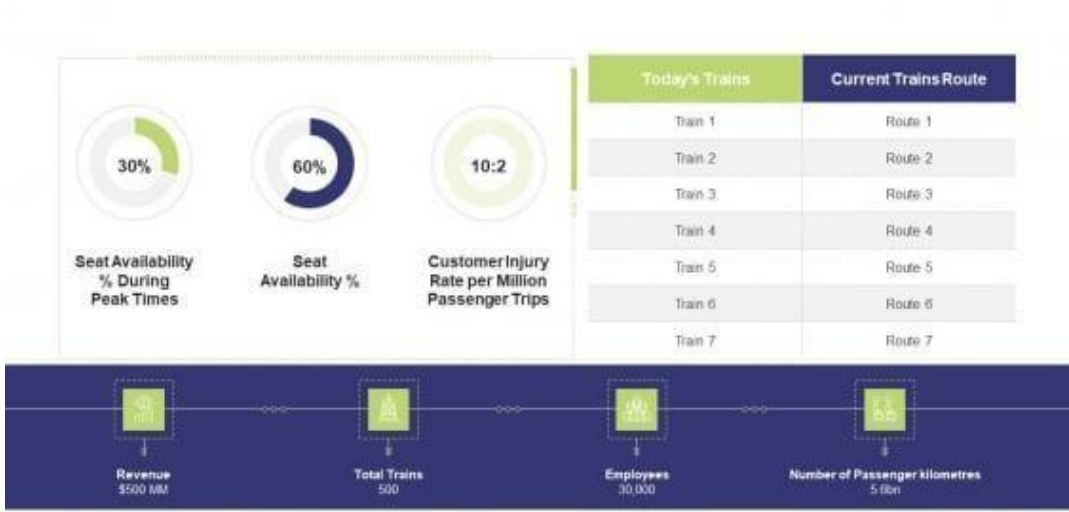 30%
60%
10:2
Seat Availability
% During
Peak Times
Seat
Availability %
Customer Injury
Rate per Million
Passenger Trips
Today's Trains Current Trains Route
Train 1 Route 1
Train 2 Route 2
Train 3 Route 3
Train 4 Route 4
Train 5 Route 5
Train 6 Route 6
Train 7 Route 7
Revenue
$500 MM
Total Trains
500
Employees
30,000
Number of Passenger kilometres
5.6bn